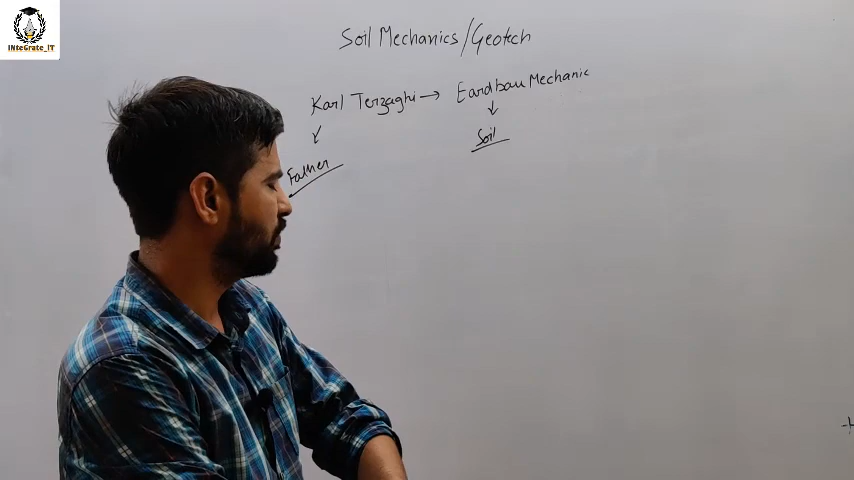 INteGrate_IT
Soil Mechanics/Geotech
Karl Terzaghi → Eardbau Mechanic
↓ ↓
Father Soil